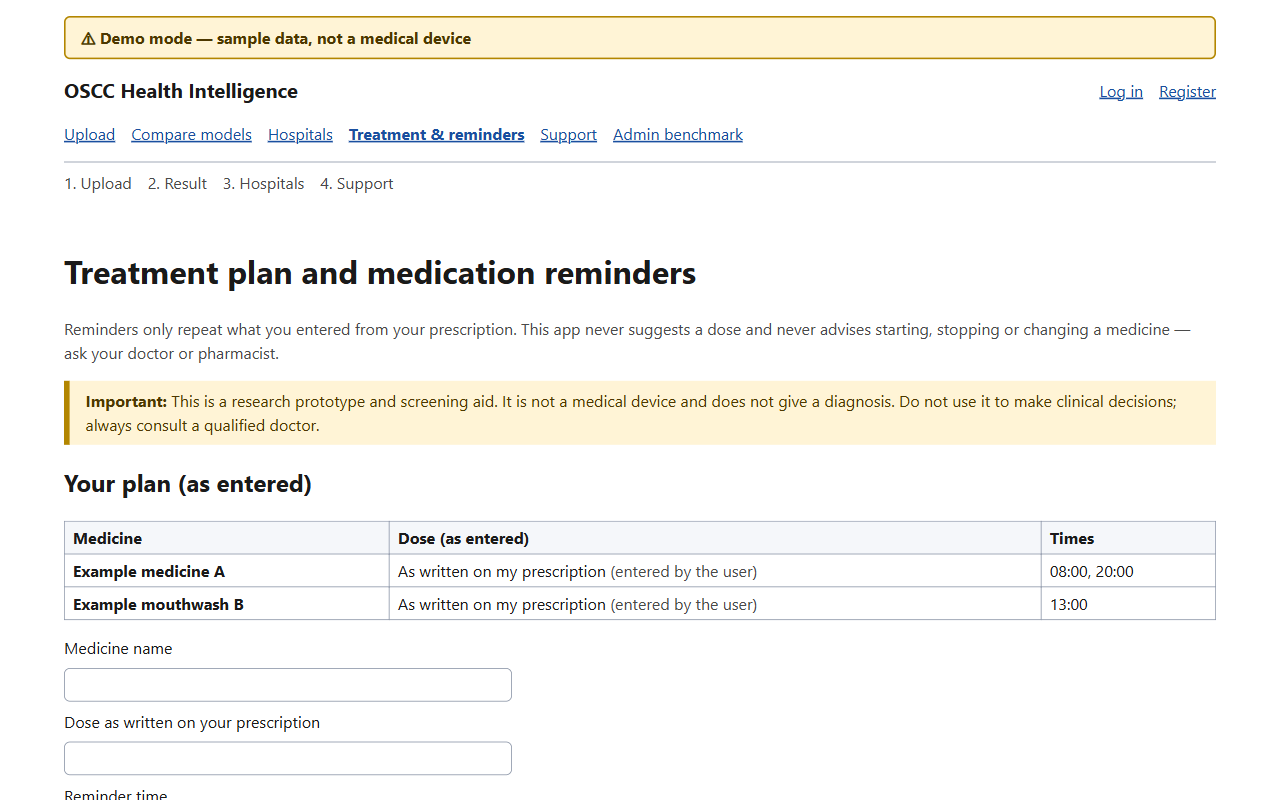 ⚠ Demo mode — sample data, not a medical device
OSCC Health Intelligence
Log in Register
Upload Compare models Hospitals Treatment & reminders Support Admin benchmark
1. Upload 2. Result 3. Hospitals 4. Support
Treatment plan and medication reminders
Reminders only repeat what you entered from your prescription. This app never suggests a dose and never advises starting, stopping or changing a medicine —
ask your doctor or pharmacist.
Important: This is a research prototype and screening aid. It is not a medical device and does not give a diagnosis. Do not use it to make clinical decisions;
always consult a qualified doctor.
Your plan (as entered)
Medicine Dose (as entered) Times
Example medicine A As written on my prescription (entered by the user) 08:00, 20:00
Example mouthwash B As written on my prescription (entered by the user) 13:00
Medicine name
Dose as written on your prescription
Reminder time